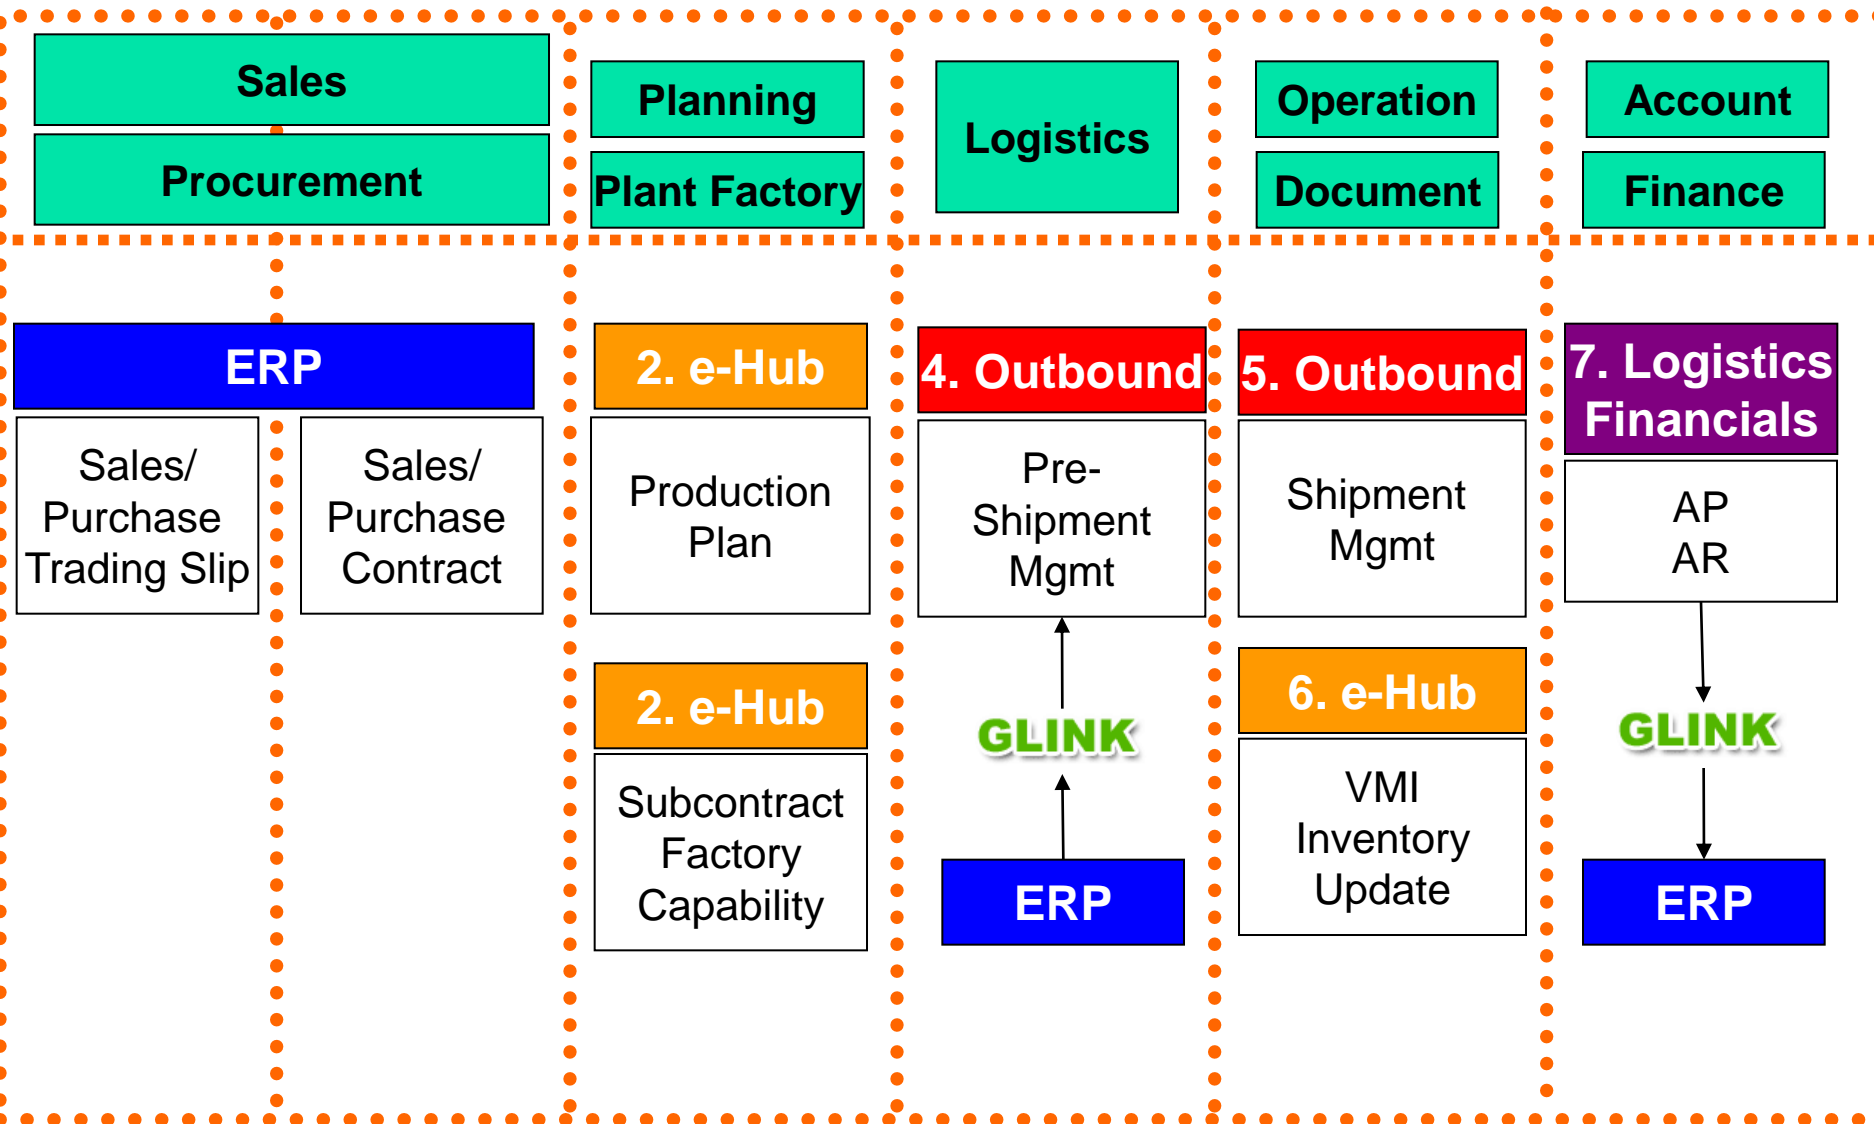 Sales
Procurement
Planning
Plant Factory
Logistics
Operation
Document
Account
Finance
ERP
Sales/
Purchase
Trading Slip
Sales/
Purchase
Contract
2. e-Hub
Production
Plan
2. e-Hub
Subcontract
Factory
Capability
4. Outbound
Pre-
Shipment
Mgmt
GLINK
ERP
5. Outbound
Shipment
Mgmt
6. e-Hub
VMI
Inventory
Update
7. Logistics
Financials
AP
AR
GLINK
ERP